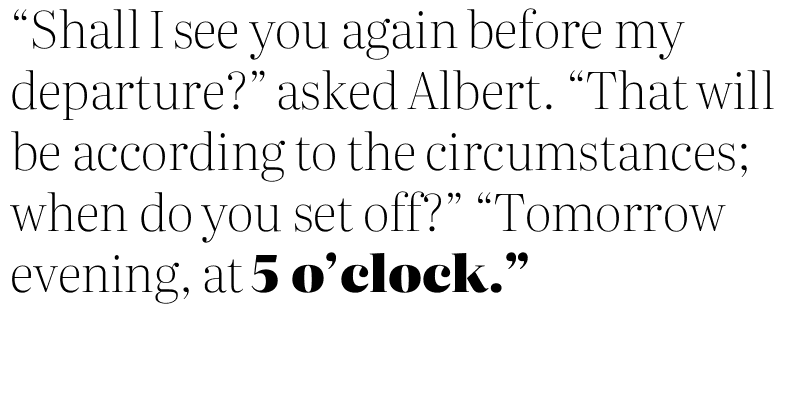 “Shall I see you again before my
departure?” asked Albert. “That will
be according to the circumstances;
when do you set off?” “Tomorrow
evening, at 5 o’clock.”